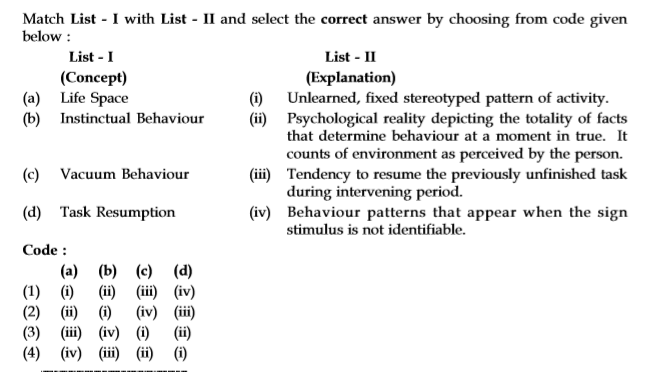 Match List - I with List - II and select the correct answer by choosing from code given
below :
List - I List - II
(Concept) (Explanation)
(a) Life Space (i) Unlearned, fixed stereotyped pattern of activity.
(b) Instinctual Behaviour (ii) Psychological reality depicting the totality of facts
that determine behaviour at a moment in true. It
counts of environment as perceived by the person.
(c) Vacuum Behaviour (iii) Tendency to resume the previously unfinished task
during intervening period.
(d) Task Resumption (iv) Behaviour patterns that appear when the sign
stimulus is not identifiable.
Code :
(a) (b) (c) (d)
(1) (i) (ii) (iii) (iv)
(2) (ii) (i) (iv) (iii)
(3) (iii) (iv) (i) (ii)
(4) (iv) (iii) (ii) (i)